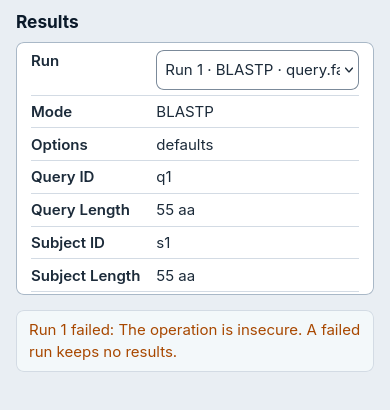 Results
Run
Run 1 · BLASTP · query.fa
Mode BLASTP
Options defaults
Query ID q1
Query Length 55 aa
Subject ID s1
Subject Length 55 aa
Run 1 failed: The operation is insecure. A failed
run keeps no results.